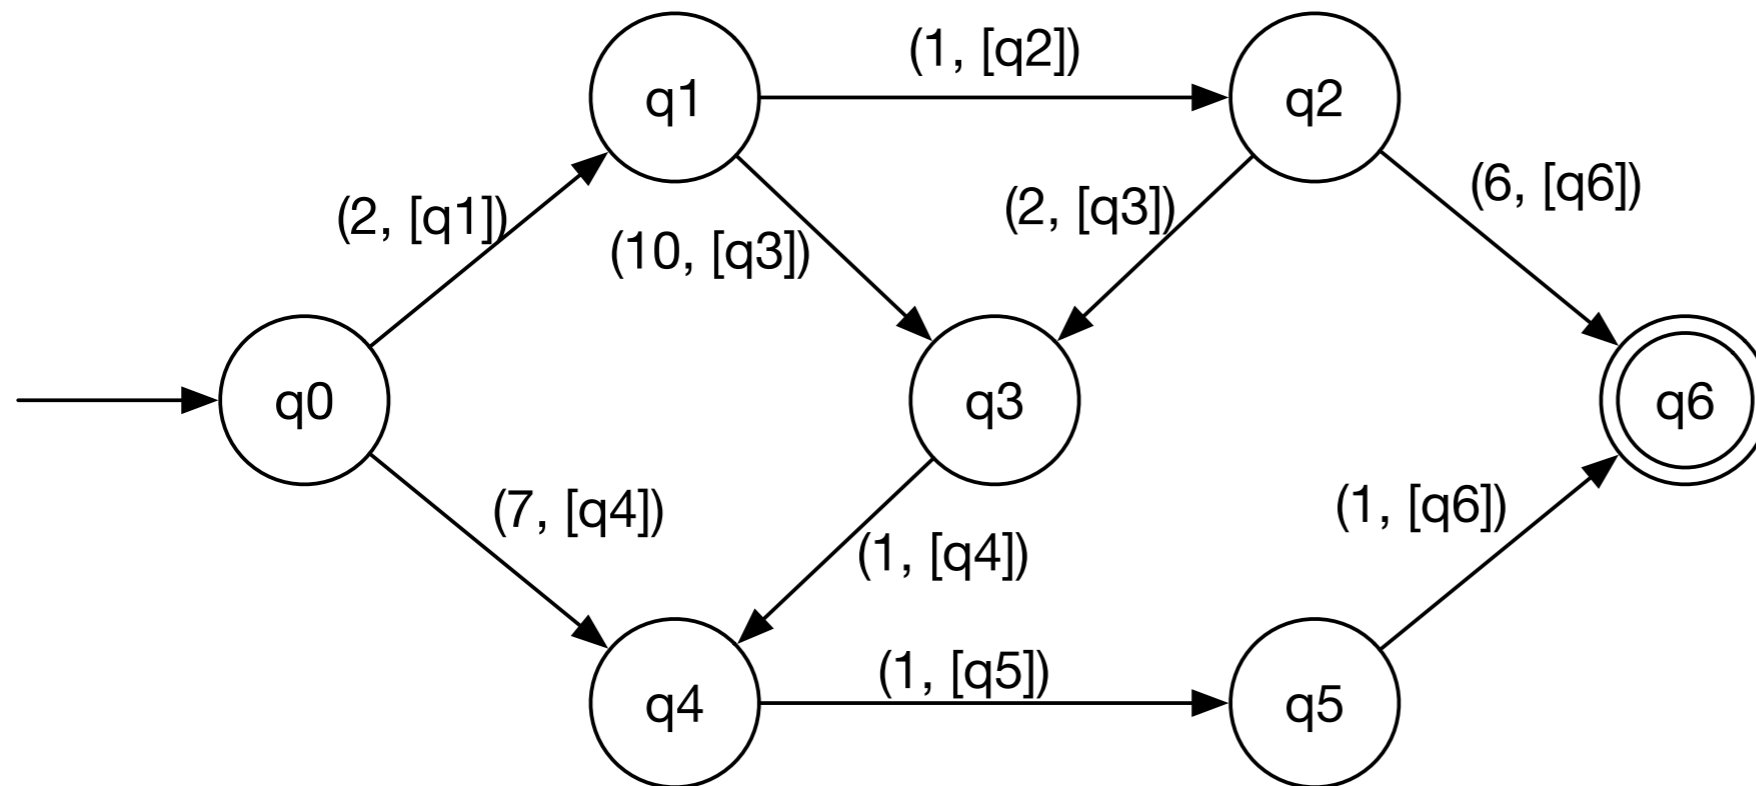 (1, [q2])
q1
q2
(6, [q6])
(2, [q1])
(2, [q3])
(10, [q3])
q0
q3
q6
(7, [q4])
(1, [q6])
(1, [q4])
(1, [q5])
q4
q5